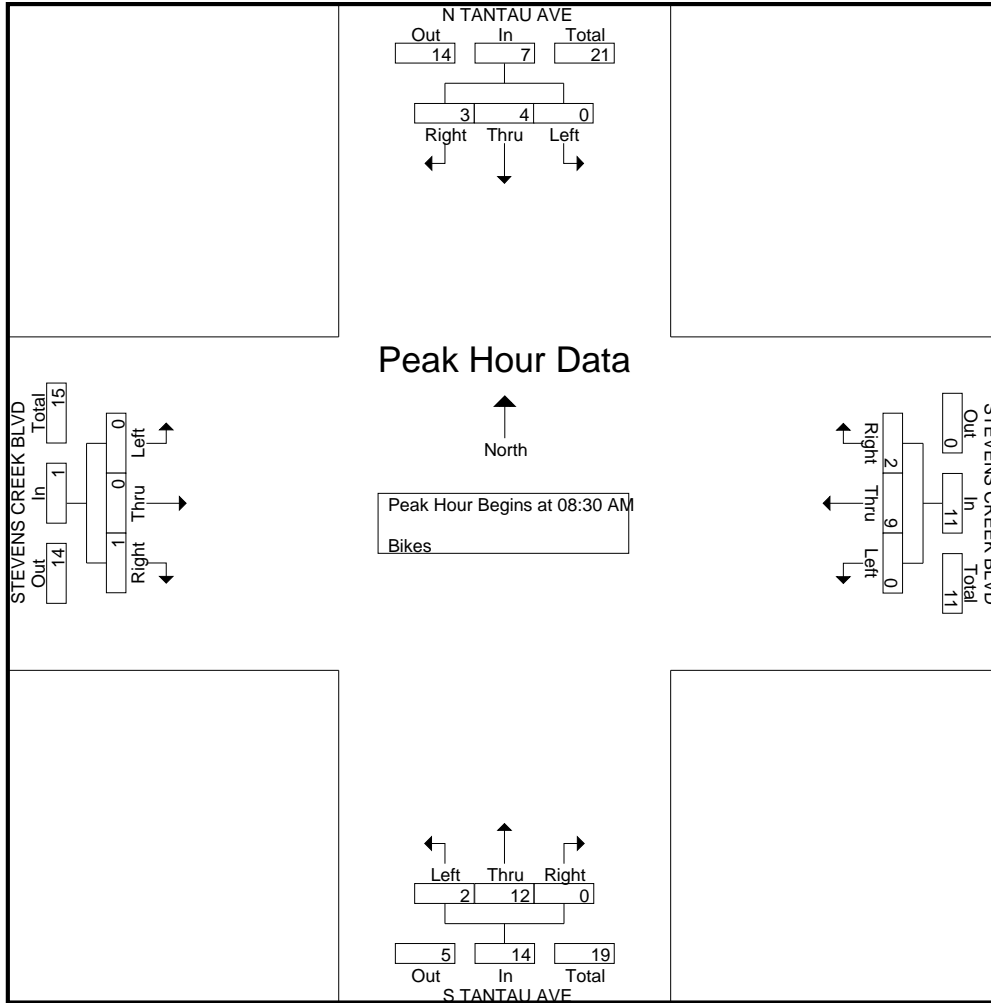 N TANTAU AVE
Out In Total
14 7 21
3 4 0
Right Thru Left
Peak Hour Data
North
Peak Hour Begins at 08:30 AM
Bikes
STEVENS CREEK BLVD
Total In Out
15 1 14
0 0 1
Left Thru Right
STEVENS CREEK BLVD
Out In Total
0 11 11
2 9 0
Right Thru Left
Left Thru Right
2 12 0
5 14 19
Out In Total
S TANTAU AVE